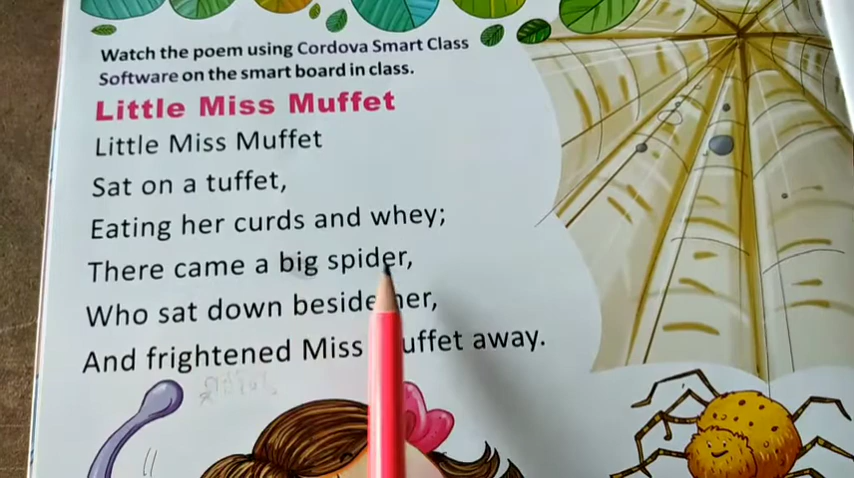 Watch the poem using Cordova Smart Class
Software on the smart board in class.
Little Miss Muffet
Little Miss Muffet
Sat on a tuffet,
Eating her curds and whey;
There came a big spider,
Who sat down beside her,
And frightened Miss Muffet away.